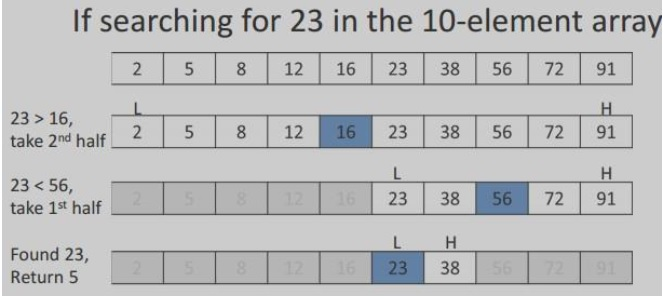 If searching for 23 in the 10-element array
2 5 8 12 16 23 38 56 72 91
L H
23 > 16,
take 2nd half
2 5 8 12 16 23 38 56 72 91
L H
23 < 56,
take 1st half
2 5 8 12 16 23 38 56 72 91
L H
Found 23,
Return 5
2 5 8 12 16 23 38 56 72 91